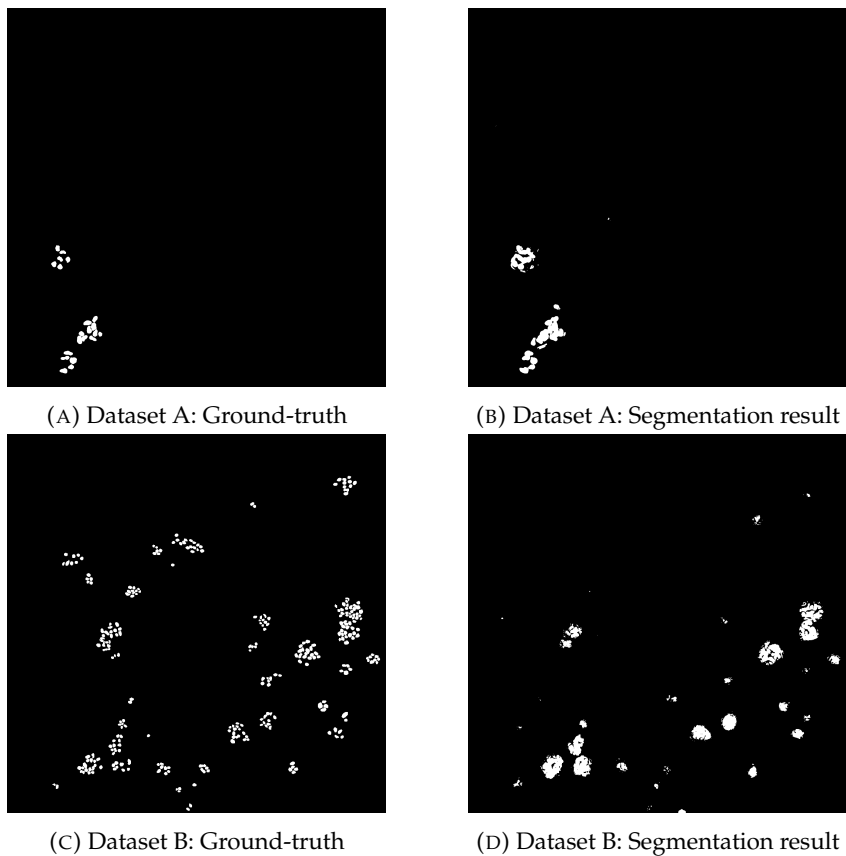 (A) Dataset A: Ground-truth
(B) Dataset A: Segmentation result
(C) Dataset B: Ground-truth
(D) Dataset B: Segmentation result